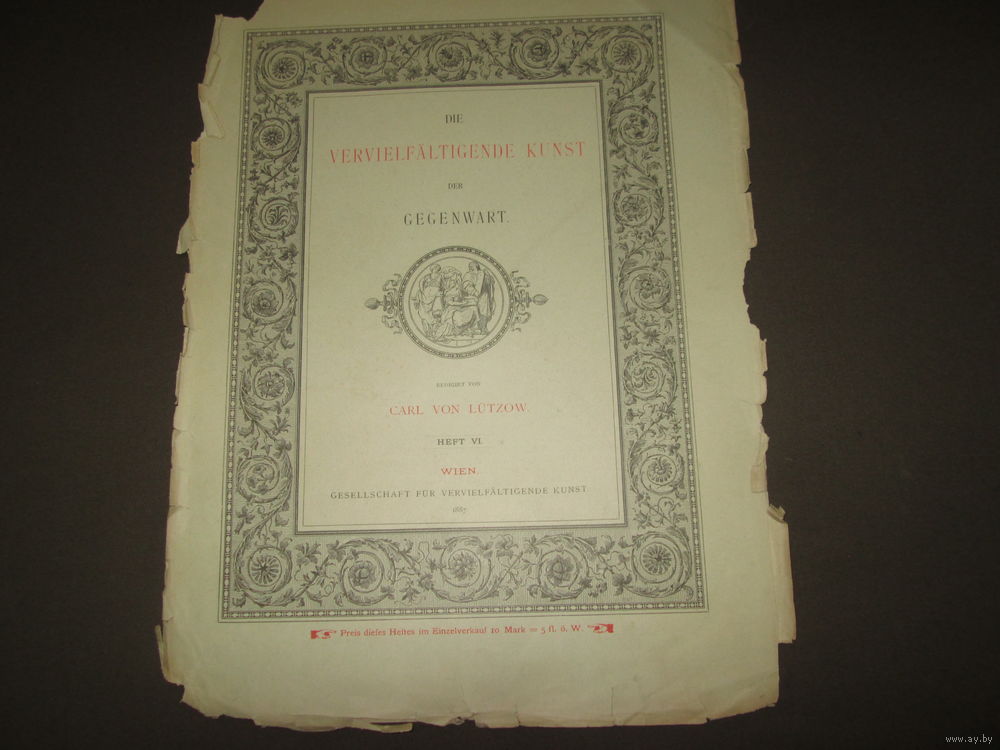 DIE
VERVIELFÄLTIGENDE KUNST
DER
GEGENWART.
REDIGIRT VON
CARL VON LÜTZOW.
HEFT VI.
WIEN.
GESELLSCHAFT FÜR VERVIELFÄLTIGENDE KUNST.
1887.
Preis dieſes Heftes im Einzelverkauf 10 Mark = 5 fl. ö. W.
www.ay.by